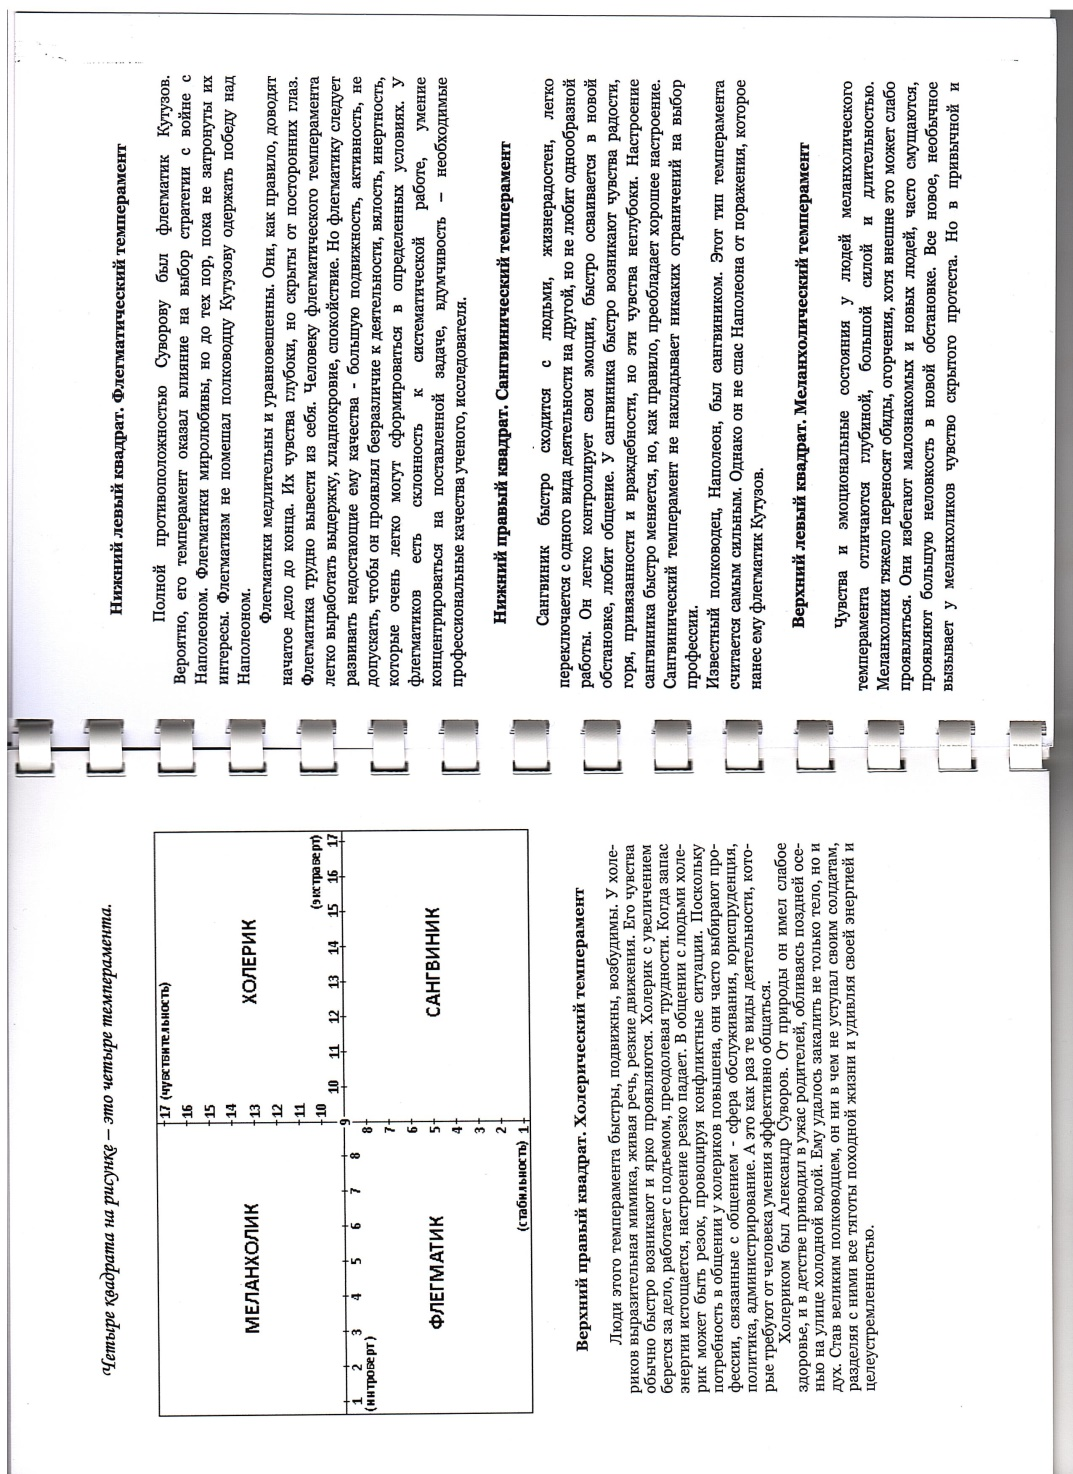 Четыре квадрата на рисунке – это четыре темперамента.
17 (чувствительность)
16
15
14
13
12
11
10
МЕЛАНХОЛИК
ХОЛЕРИК
(интроверт)
(экстраверт)
1 2 3 4 5 6 7 8 9 10 11 12 13 14 15 16 17
8
7
6
5
4
3
2
(стабильность) 1
ФЛЕГМАТИК
САНГВИНИК
Верхний правый квадрат. Холерический темперамент
Люди этого темперамента быстры, подвижны, возбудимы. У холе-
риков выразительная мимика, живая речь, резкие движения. Его чувства
обычно быстро возникают и ярко проявляются. Холерик с увеличением
берется за дело, работает с подъемом, преодолевая трудности. Когда запас
энергии истощается, настроение резко падает. В общении с людьми холе-
рик может быть резок, провоцируя конфликтные ситуации. Поскольку
потребность в общении у холериков повышена, они часто выбирают про-
фессии, связанные с общением - сфера обслуживания, юриспруденция,
политика, администрирование. А это как раз те виды деятельности, кото-
рые требуют от человека умения эффективно общаться.
Холериком был Александр Суворов. От природы он имел слабое
здоровье, и в детстве приводил в ужас родителей, обливаясь поздней осе-
нью на улице холодной водой. Ему удалось закалить не только тело, но и
дух. Став великим полководцем, он ни в чем не уступал своим солдатам,
разделяя с ними все тяготы походной жизни и удивляя своей энергией и
целеустремленностью.
Нижний левый квадрат. Флегматический темперамент
Полной противоположностью Суворову был флегматик Кутузов.
Вероятно, его темперамент оказал влияние на выбор стратегии в войне с
Наполеоном. Флегматики миролюбивы, но до тех пор, пока не затронуты их
интересы. Флегматизм не помешал полководцу Кутузову одержать победу над
Наполеоном.
Флегматики медлительны и уравновешенны. Они, как правило, доводят
начатое дело до конца. Их чувства глубоки, но скрыты от посторонних глаз.
Флегматика трудно вывести из себя. Человеку флегматического темперамента
легко выработать выдержку, хладнокровие, спокойствие. Но флегматику следует
развивать недостающие ему качества - большую подвижность, активность, не
допускать, чтобы он проявлял безразличие к деятельности, вялость, инертность,
которые очень легко могут сформироваться в определенных условиях. У
флегматиков есть склонность к систематической работе, умение
концентрироваться на поставленной задаче, вдумчивость – необходимые
профессиональные качества ученого, исследователя.
Нижний правый квадрат. Сангвинический темперамент
Сангвиник быстро сходится с людьми, жизнерадостен, легко
переключается с одного вида деятельности на другой, но не любит однообразной
работы. Он легко контролирует свои эмоции, быстро осваивается в новой
обстановке, любит общение. У сангвиника быстро возникают чувства радости,
горя, привязанности и враждебности, но эти чувства неглубоки. Настроение
сангвиника быстро меняется, но, как правило, преобладает хорошее настроение.
Сангвинический темперамент не накладывает никаких ограничений на выбор
профессии.
Известный полководец, Наполеон, был сангвиником. Этот тип темперамента
считается самым сильным. Однако он не спас Наполеона от поражения, которое
нанес ему флегматик Кутузов.
Верхний левый квадрат. Меланхолический темперамент
Чувства и эмоциональные состояния у людей меланхолического
темперамента отличаются глубиной, большой силой и длительностью.
Меланхолики тяжело переносят обиды, огорчения, хотя внешне это может слабо
проявляться. Они избегают малознакомых и новых людей, часто смущаются,
проявляют большую неловкость в новой обстановке. Все новое, необычное
вызывает у меланхоликов чувство скрытого протеста. Но в привычной и